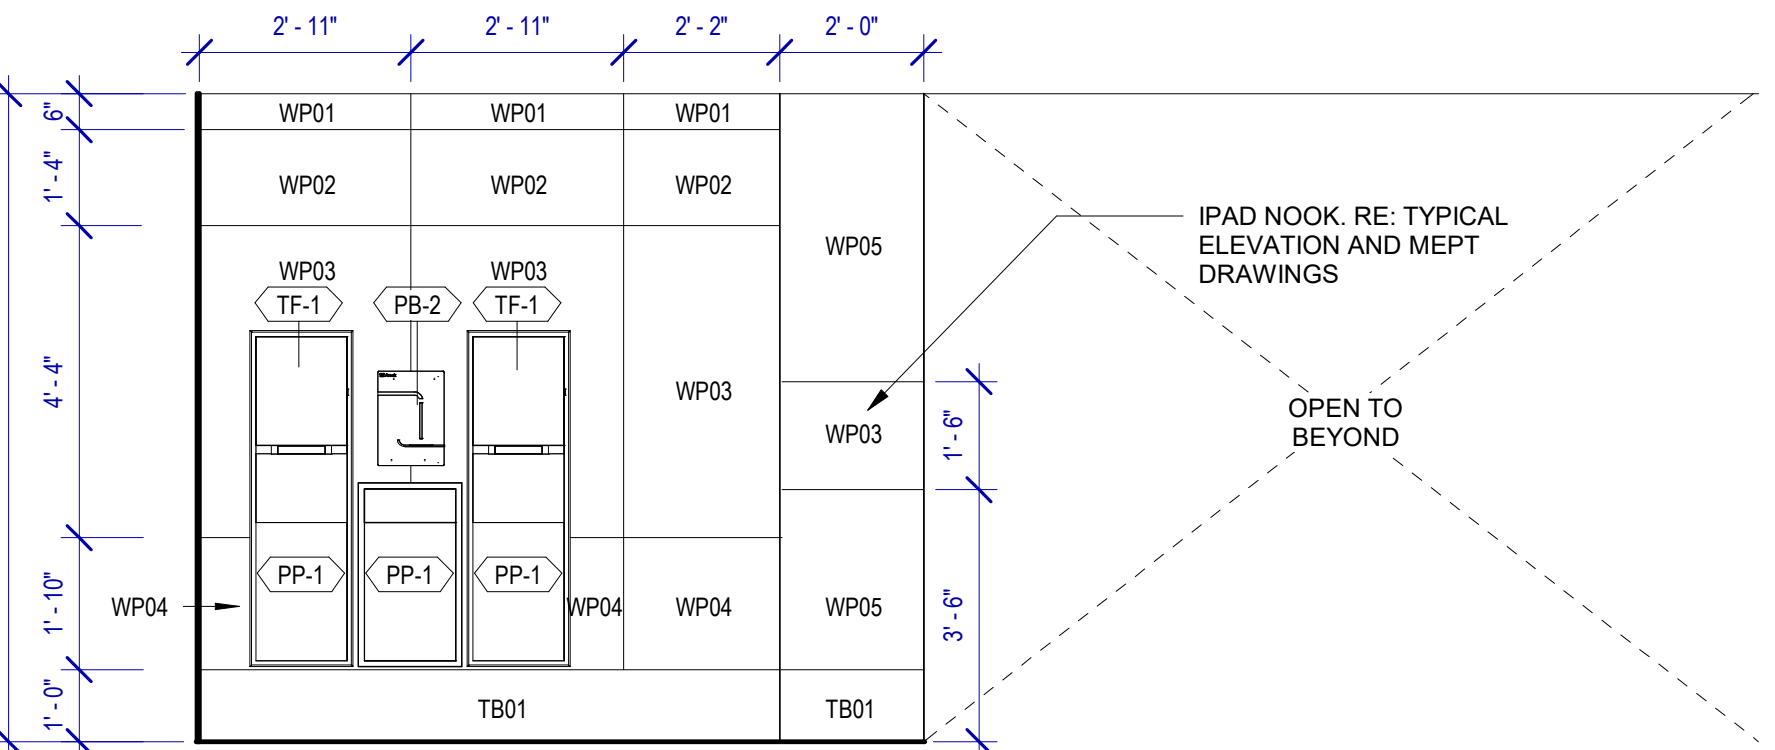 2' - 11"
2' - 11"
2' - 2"
2' - 0"
6"
WP01
WP01
WP01
1' - 4"
WP02
WP02
WP02
IPAD NOOK. RE: TYPICAL
ELEVATION AND MEPT
DRAWINGS
WP05
WP03
WP03
TF-1
PB-2
TF-1
4' - 4"
WP03
WP03
1' - 6"
OPEN TO
BEYOND
PP-1
PP-1
PP-1
1' - 10"
WP04
WP04
WP04
WP05
3' - 6"
1' - 0"
TB01
TB01